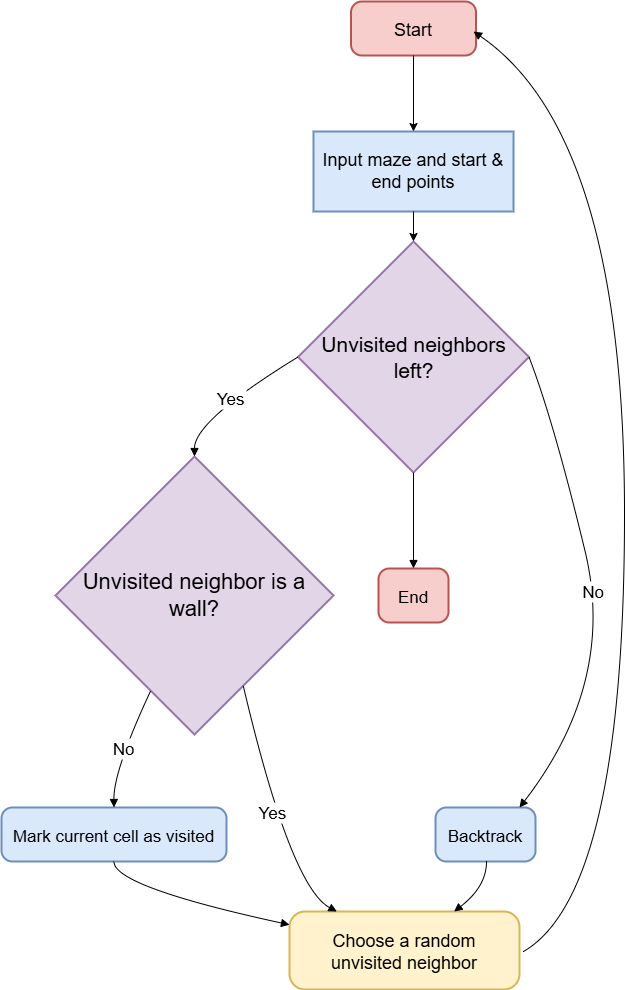 Start
Input maze and start &
end points
Unvisited neighbors
left?
Yes
Unvisited neighbor is a
wall?
End
No
No
Yes
Mark current cell as visited
Backtrack
Choose a random
unvisited neighbor